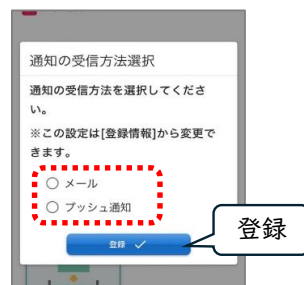 通知の受信方法選択
通知の受信方法を選択してくださ
い。
※この設定は[登録情報]から変更で
きます。
メール
プッシュ通知
登録
登録